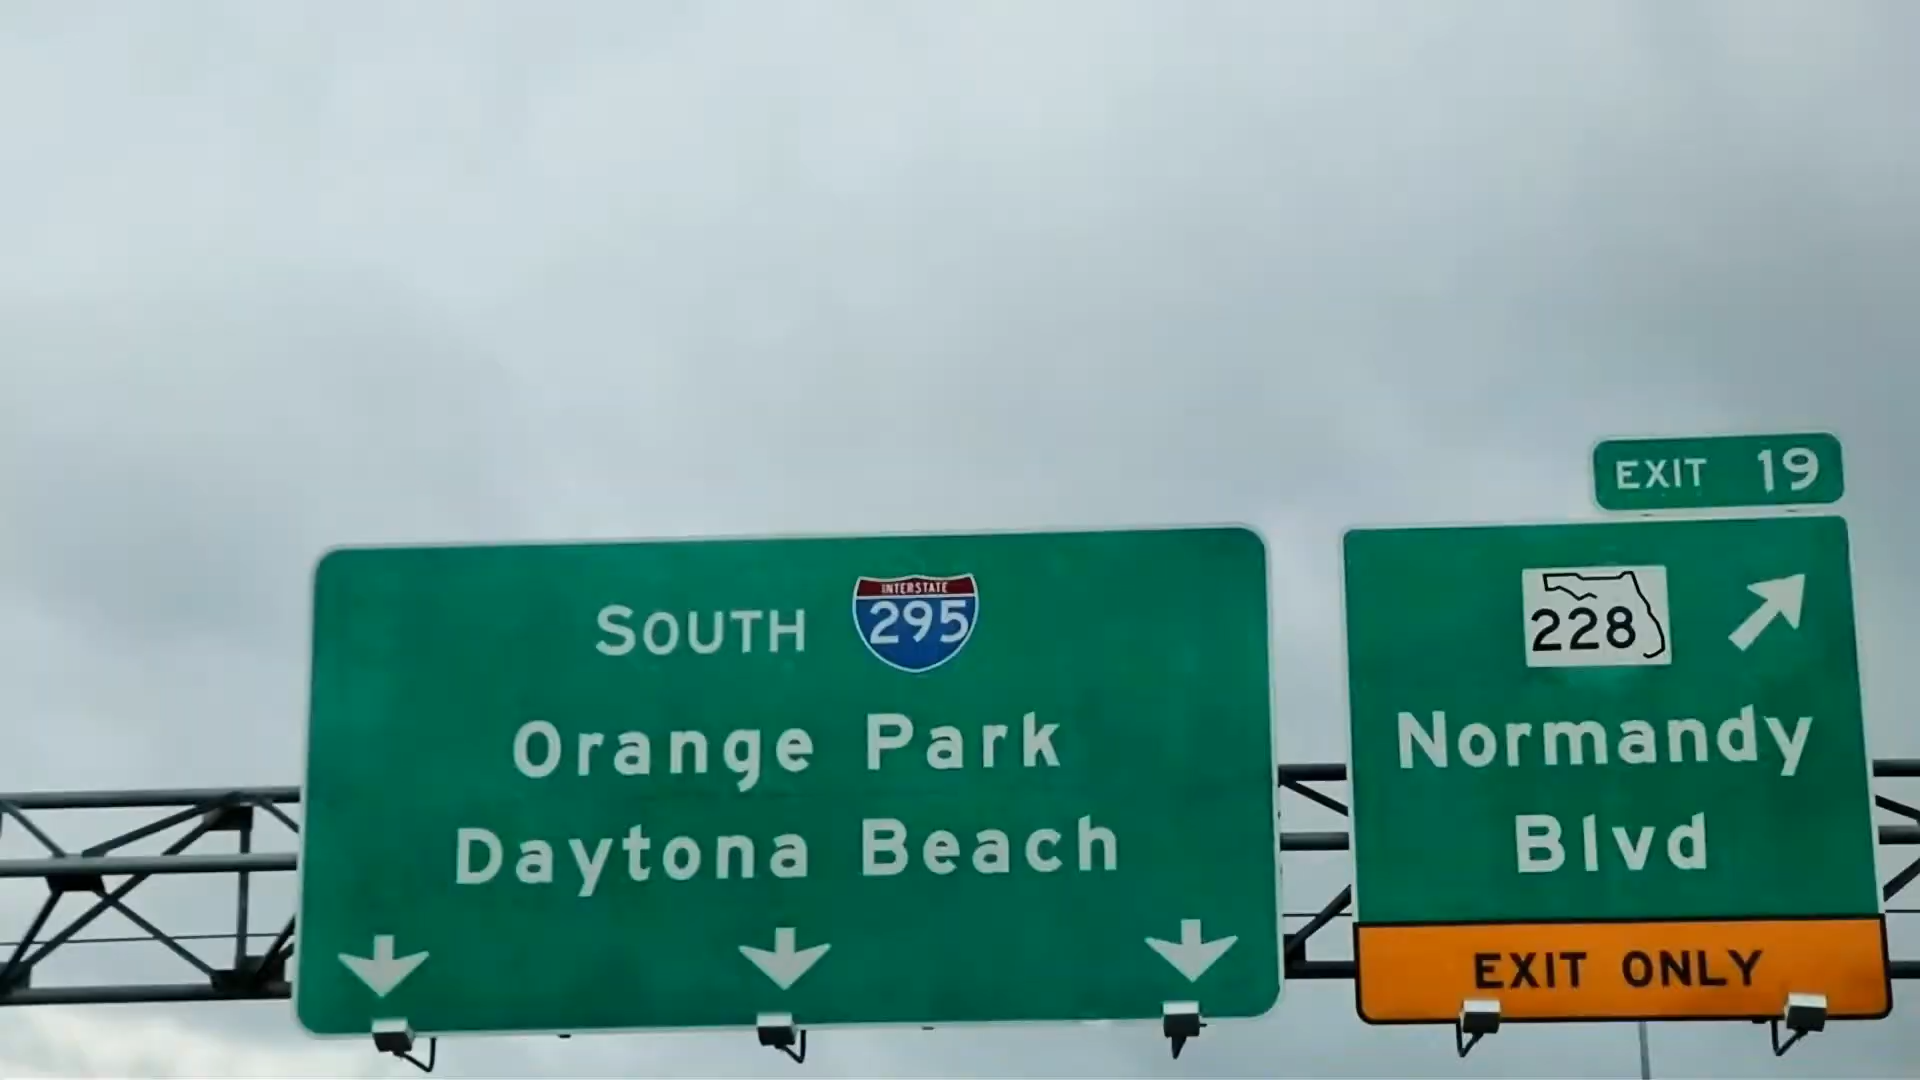 SOUTH INTERSTATE 295
Orange Park
Daytona Beach
EXIT 19
228
Normandy
Blvd
EXIT ONLY